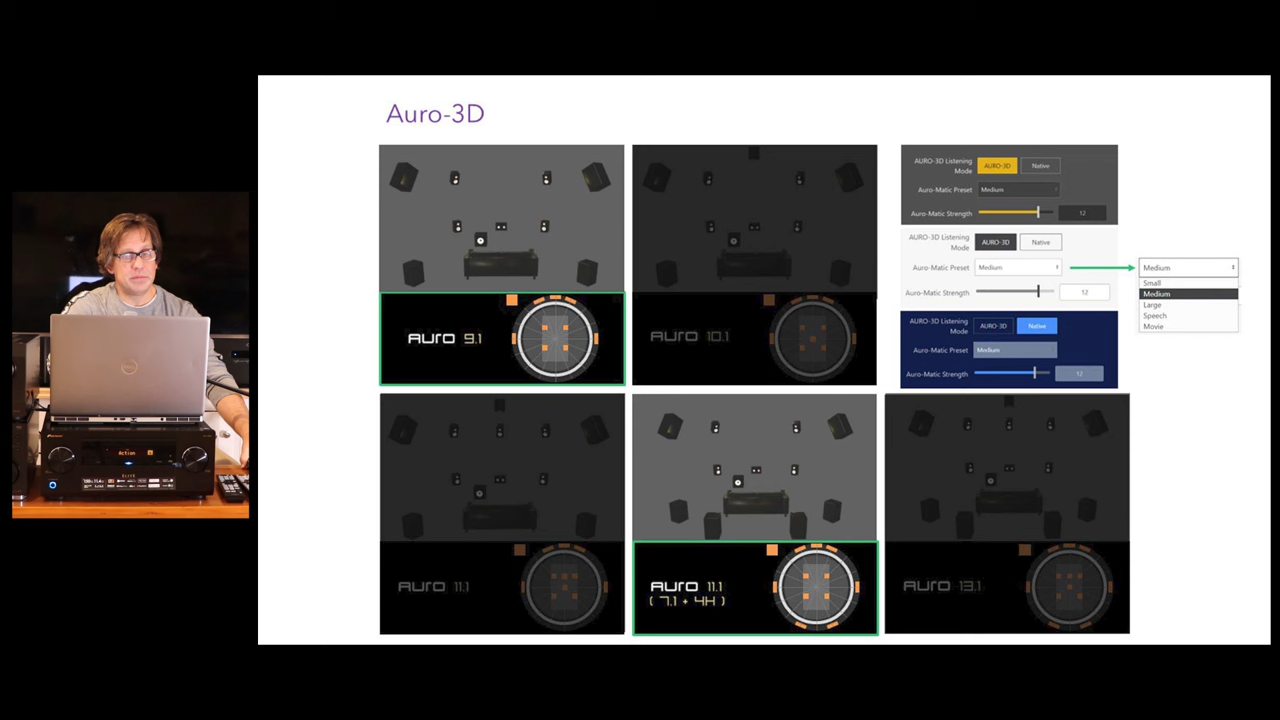 Auro-3D
AURO 9.1
AURO 10.1
AURO-3D Listening
Mode
AURO-3D
Native
Auro-Matic Preset
Medium
Auro-Matic Strength
12
AURO-3D Listening
Mode
AURO-3D
Native
Auro-Matic Preset
Medium
Auro-Matic Strength
12
Medium
Small
Medium
Large
Speech
Movie
AURO-3D Listening
Mode
AURO-3D
Native
Auro-Matic Preset
Medium
Auro-Matic Strength
12
AURO 11.1
AURO 11.1
( 7.1 + 4H )
AURO 13.1
Action
DELL
ELITE